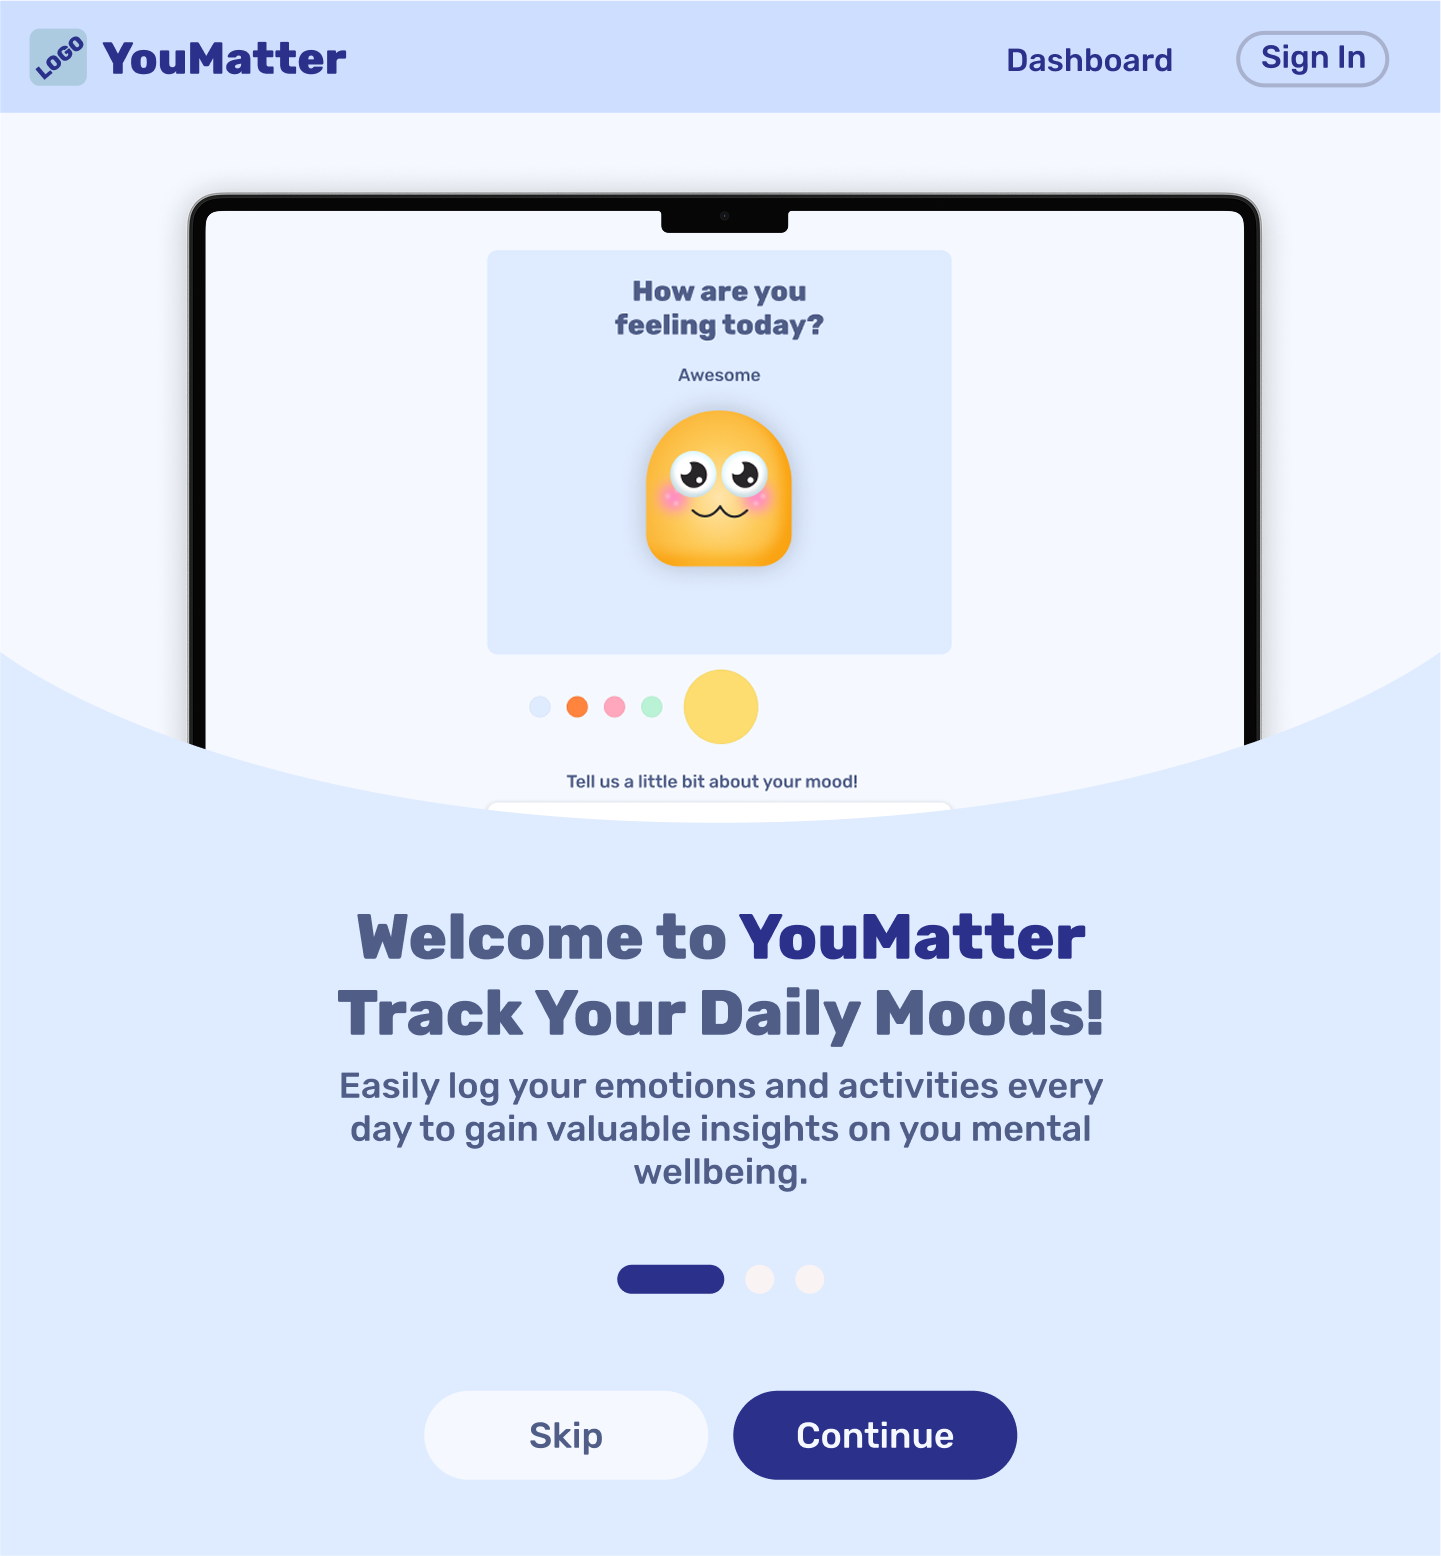 LOGO
YouMatter
Dashboard
Sign In
How are you
feeling today?
Awesome
Tell us a little bit about your mood!
Welcome to YouMatter
Track Your Daily Moods!
Easily log your emotions and activities every
day to gain valuable insights on you mental
wellbeing.
Skip
Continue